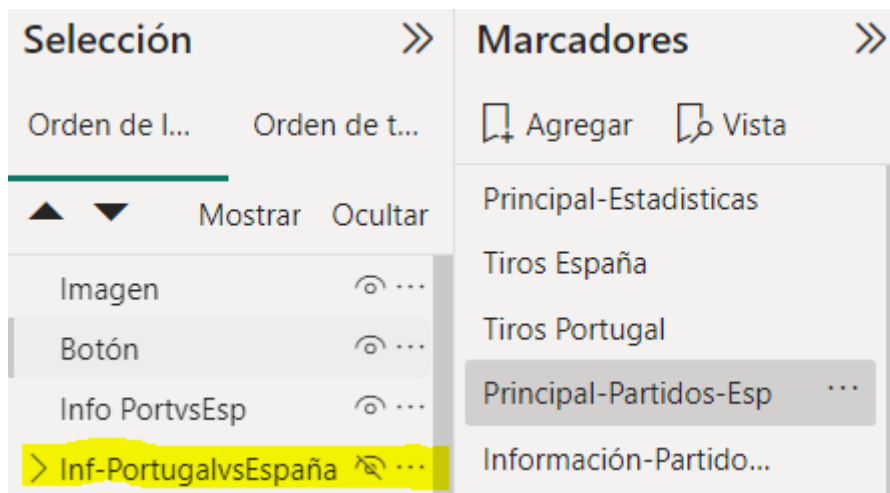 Selección
Orden de l...
Orden de t...
Mostrar
Ocultar
Imagen
Botón
Info PortvsEsp
Inf-PortugalvsEspaña
Marcadores
Agregar
Vista
Principal-Estadisticas
Tiros España
Tiros Portugal
Principal-Partidos-Esp
Información-Partido...